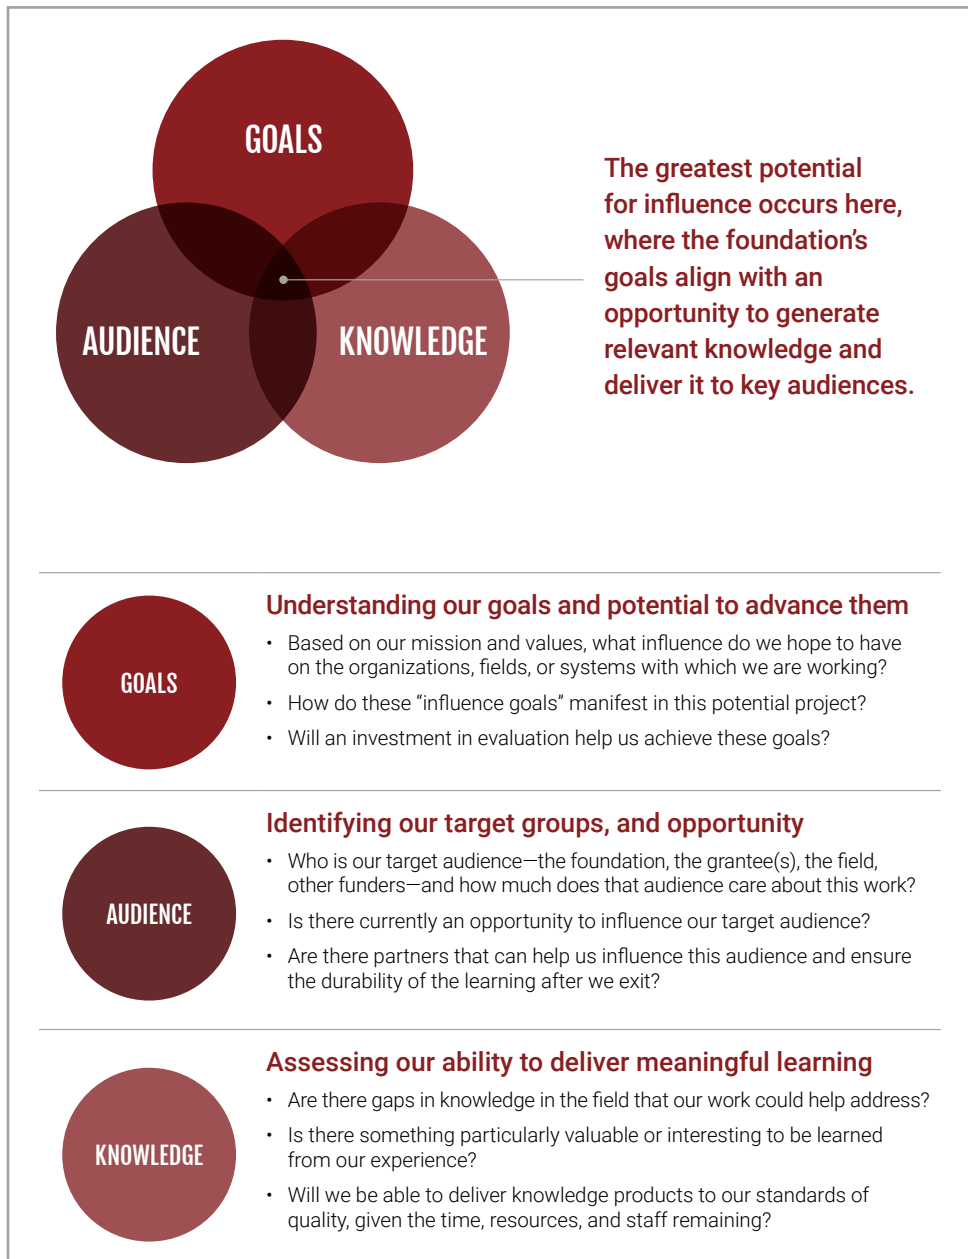 GOALS
AUDIENCE
KNOWLEDGE
The greatest potential
for influence occurs here,
where the foundation’s
goals align with an
opportunity to generate
relevant knowledge and
deliver it to key audiences.
GOALS
Understanding our goals and potential to advance them
• Based on our mission and values, what influence do we hope to have
on the organizations, fields, or systems with which we are working?
• How do these “influence goals” manifest in this potential project?
• Will an investment in evaluation help us achieve these goals?
AUDIENCE
Identifying our target groups, and opportunity
• Who is our target audience—the foundation, the grantee(s), the field,
other funders—and how much does that audience care about this work?
• Is there currently an opportunity to influence our target audience?
• Are there partners that can help us influence this audience and ensure
the durability of the learning after we exit?
KNOWLEDGE
Assessing our ability to deliver meaningful learning
• Are there gaps in knowledge in the field that our work could help address?
• Is there something particularly valuable or interesting to be learned
from our experience?
• Will we be able to deliver knowledge products to our standards of
quality, given the time, resources, and staff remaining?